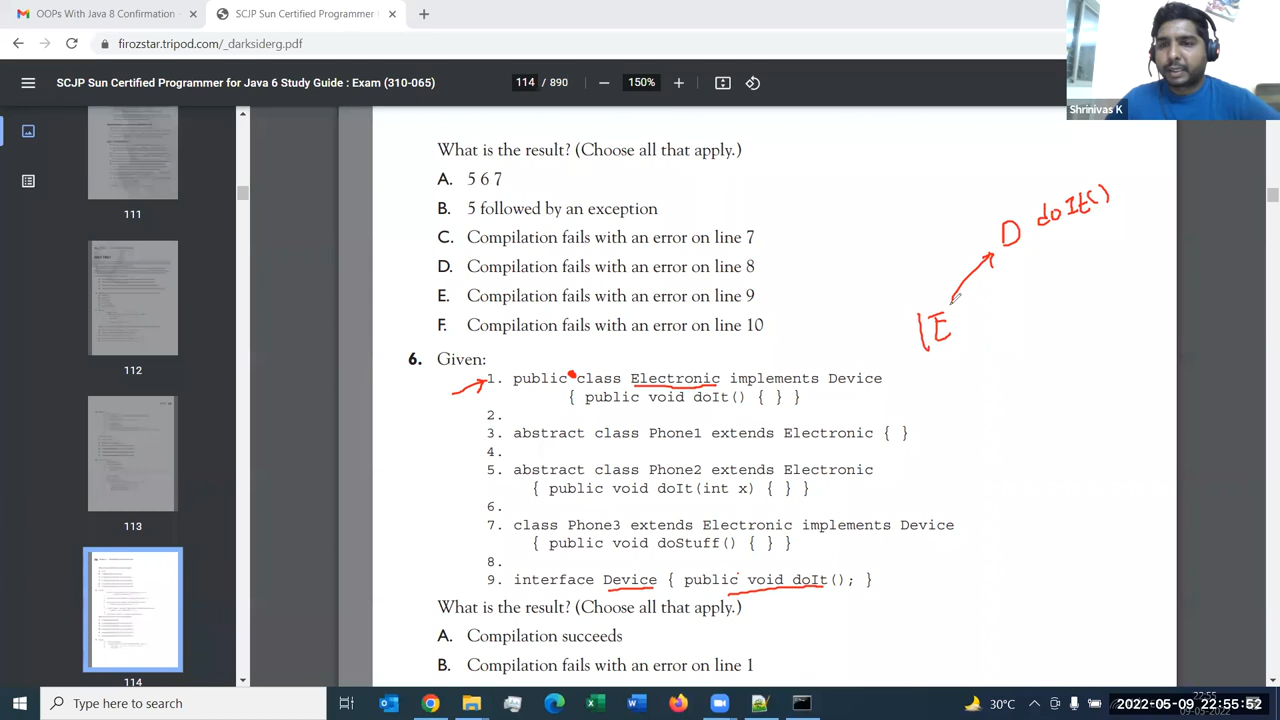 OOPs With Java 8 Confirmation
SCJP Sun Certified Programmer
firozstar.tripod.com/_darksiderg.pdf
Shrinivas K
SCJP Sun Certified Programmer for Java 6 Study Guide : Exam (310-065)
114 / 890
150%
111
112
113
114
What is the result? (Choose all that apply.)
A. 5 6 7
B. 5 followed by an exception
C. Compilation fails with an error on line 7
D. Compilation fails with an error on line 8
E. Compilation fails with an error on line 9
F. Compilation fails with an error on line 10
D doIt()
E
6. Given:
1. public class Electronic implements Device
{ public void doIt() { } }
2.
3. abstract class Phone1 extends Electronic { }
4.
5. abstract class Phone2 extends Electronic
{ public void doIt(int x) { } }
6.
7. class Phone3 extends Electronic implements Device
{ public void doStuff() { } }
8.
9. interface Device { public void doIt(); }
What is the result? (Choose all that apply.)
A. Compilation succeeds
B. Compilation fails with an error on line 1
Type here to search
30°C
22:55
09-05-2022
2022-05-09 22:55:52